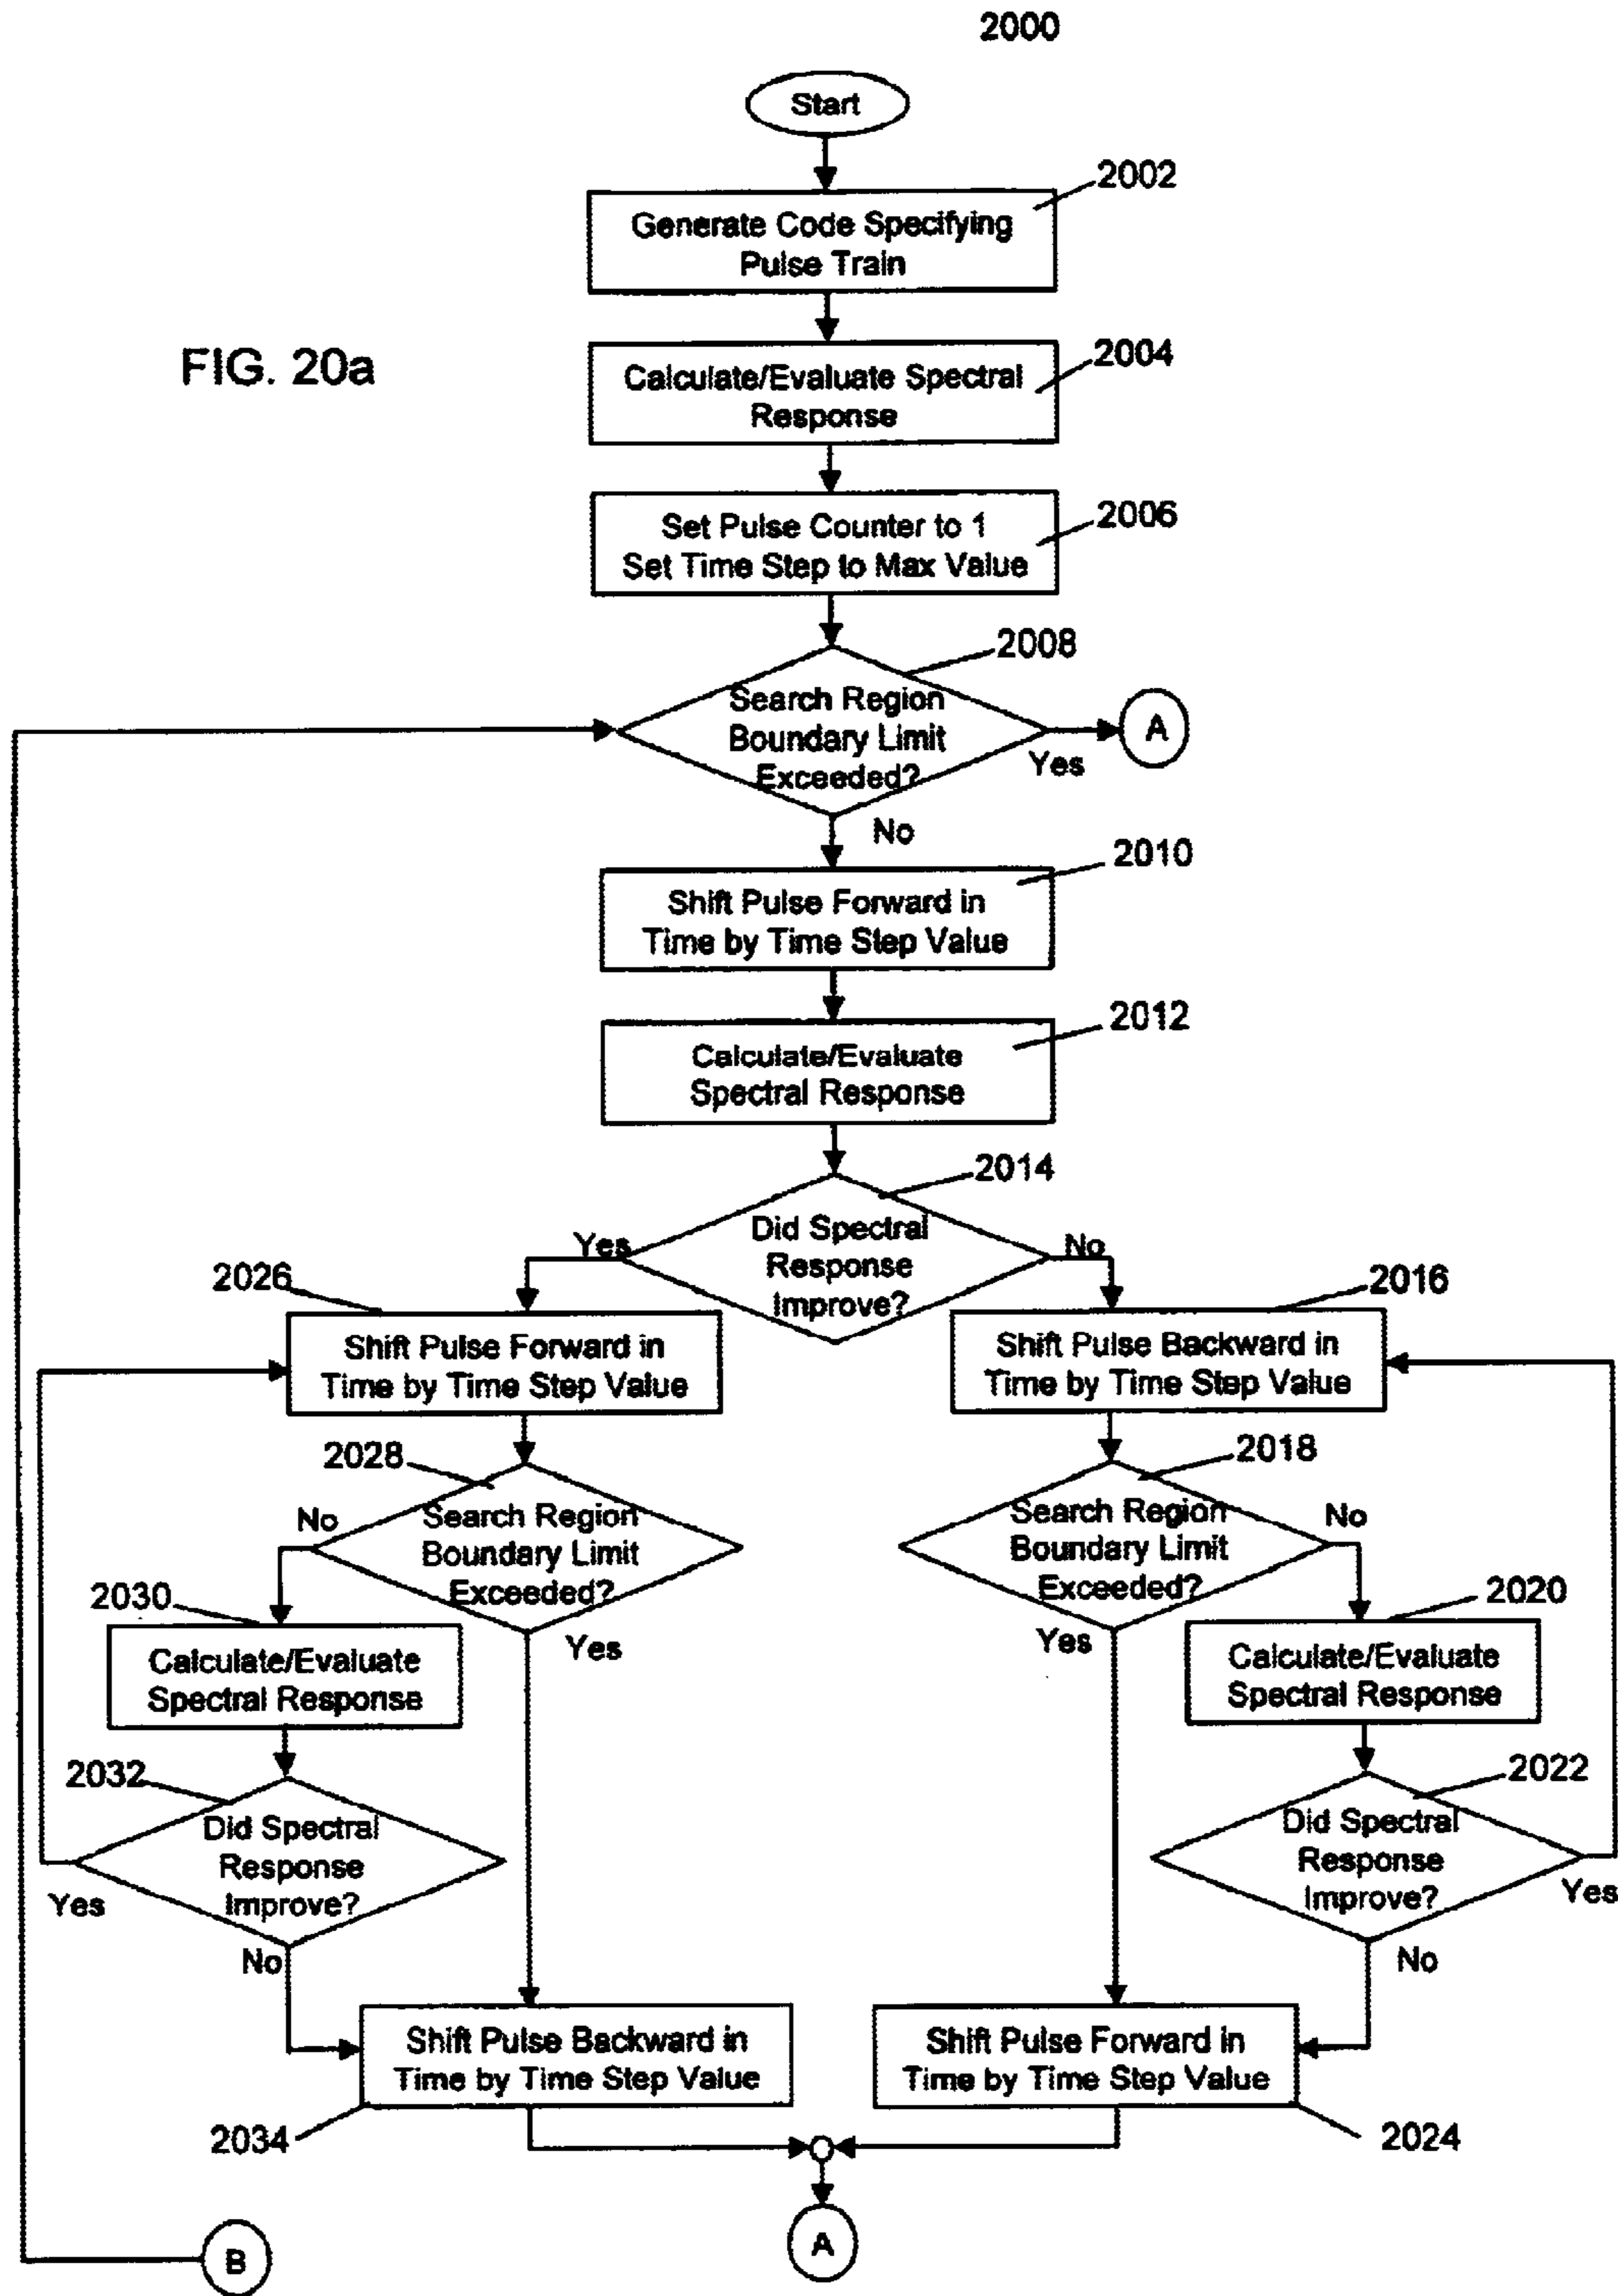 2000
Start
2002
Generate Code Specifying
Pulse Train
FIG. 20a
2004
Calculate/Evaluate Spectral
Response
2006
Set Pulse Counter to 1
Set Time Step to Max Value
2008
Search Region
Boundary Limit
Exceeded?
A
Yes
No
2010
Shift Pulse Forward in
Time by Time Step Value
2012
Calculate/Evaluate
Spectral Response
2014
Did Spectral
Response
Improve?
Yes
No
2026
Shift Pulse Forward in
Time by Time Step Value
2016
Shift Pulse Backward in
Time by Time Step Value
2028
Search Region
Boundary Limit
Exceeded?
No
Yes
2018
Search Region
Boundary Limit
Exceeded?
No
Yes
2030
Calculate/Evaluate
Spectral Response
2020
Calculate/Evaluate
Spectral Response
2032
Did Spectral
Response
Improve?
Yes
No
2022
Did Spectral
Response
Improve?
Yes
No
Shift Pulse Backward in
Time by Time Step Value
2034
Shift Pulse Forward in
Time by Time Step Value
2024
B
A